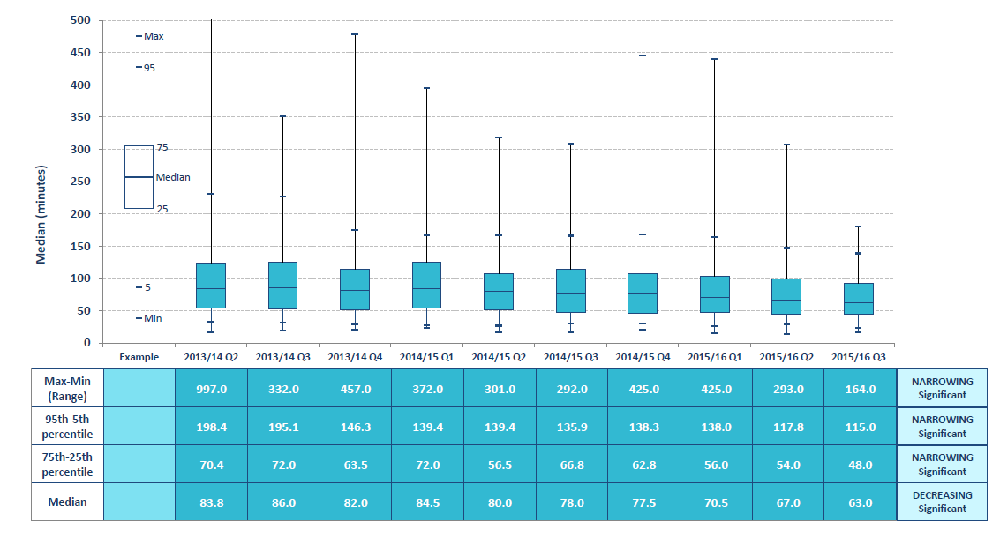 500
Max
450
95
400
350
300
75
250
Median
25
200
150
100
5
50
Min
0
Median (minutes)
Example 2013/14 Q2 2013/14 Q3 2013/14 Q4 2014/15 Q1 2014/15 Q2 2014/15 Q3 2014/15 Q4 2015/16 Q1 2015/16 Q2 2015/16 Q3
Max-Min
(Range)
997.0 332.0 457.0 372.0 301.0 292.0 425.0 425.0 293.0 164.0
NARROWING
Significant
95th-5th
percentile
198.4 195.1 146.3 139.4 139.4 135.9 138.3 138.0 117.8 115.0
NARROWING
Significant
75th-25th
percentile
70.4 72.0 63.5 72.0 56.5 66.8 62.8 56.0 54.0 48.0
NARROWING
Significant
Median
83.8 86.0 82.0 84.5 80.0 78.0 77.5 70.5 67.0 63.0
DECREASING
Significant